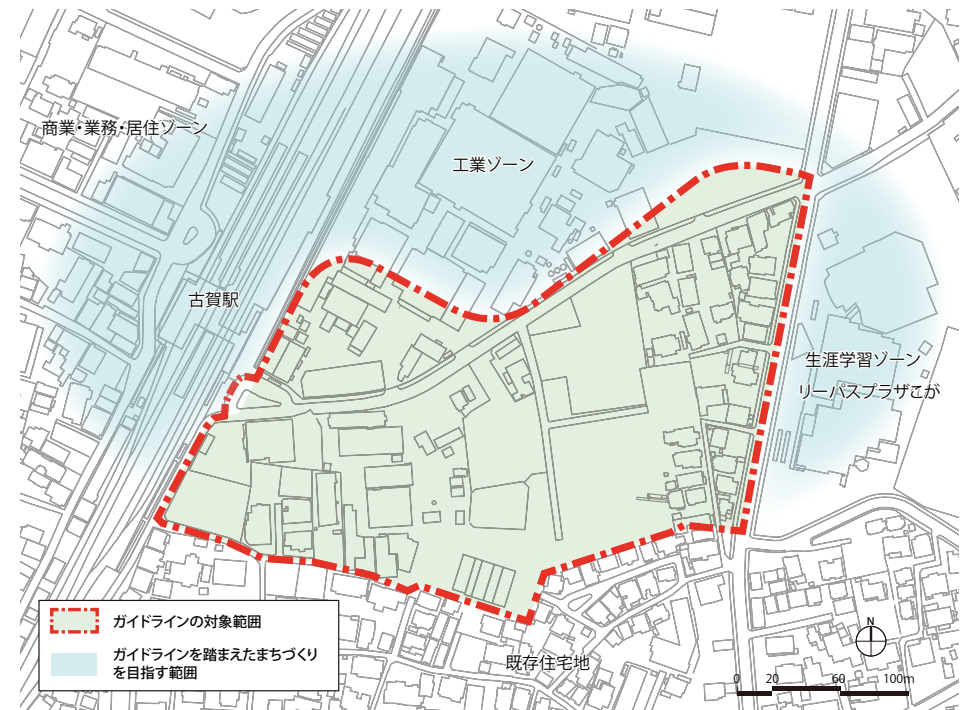 商業・業務・居住ゾーン
工業ゾーン
古賀駅
生涯学習ゾーン
リーパスプラザこが
既存住宅地
ガイドラインの対象範囲
ガイドラインを踏まえたまちづくり
を目指す範囲
N
0 20 60 100m